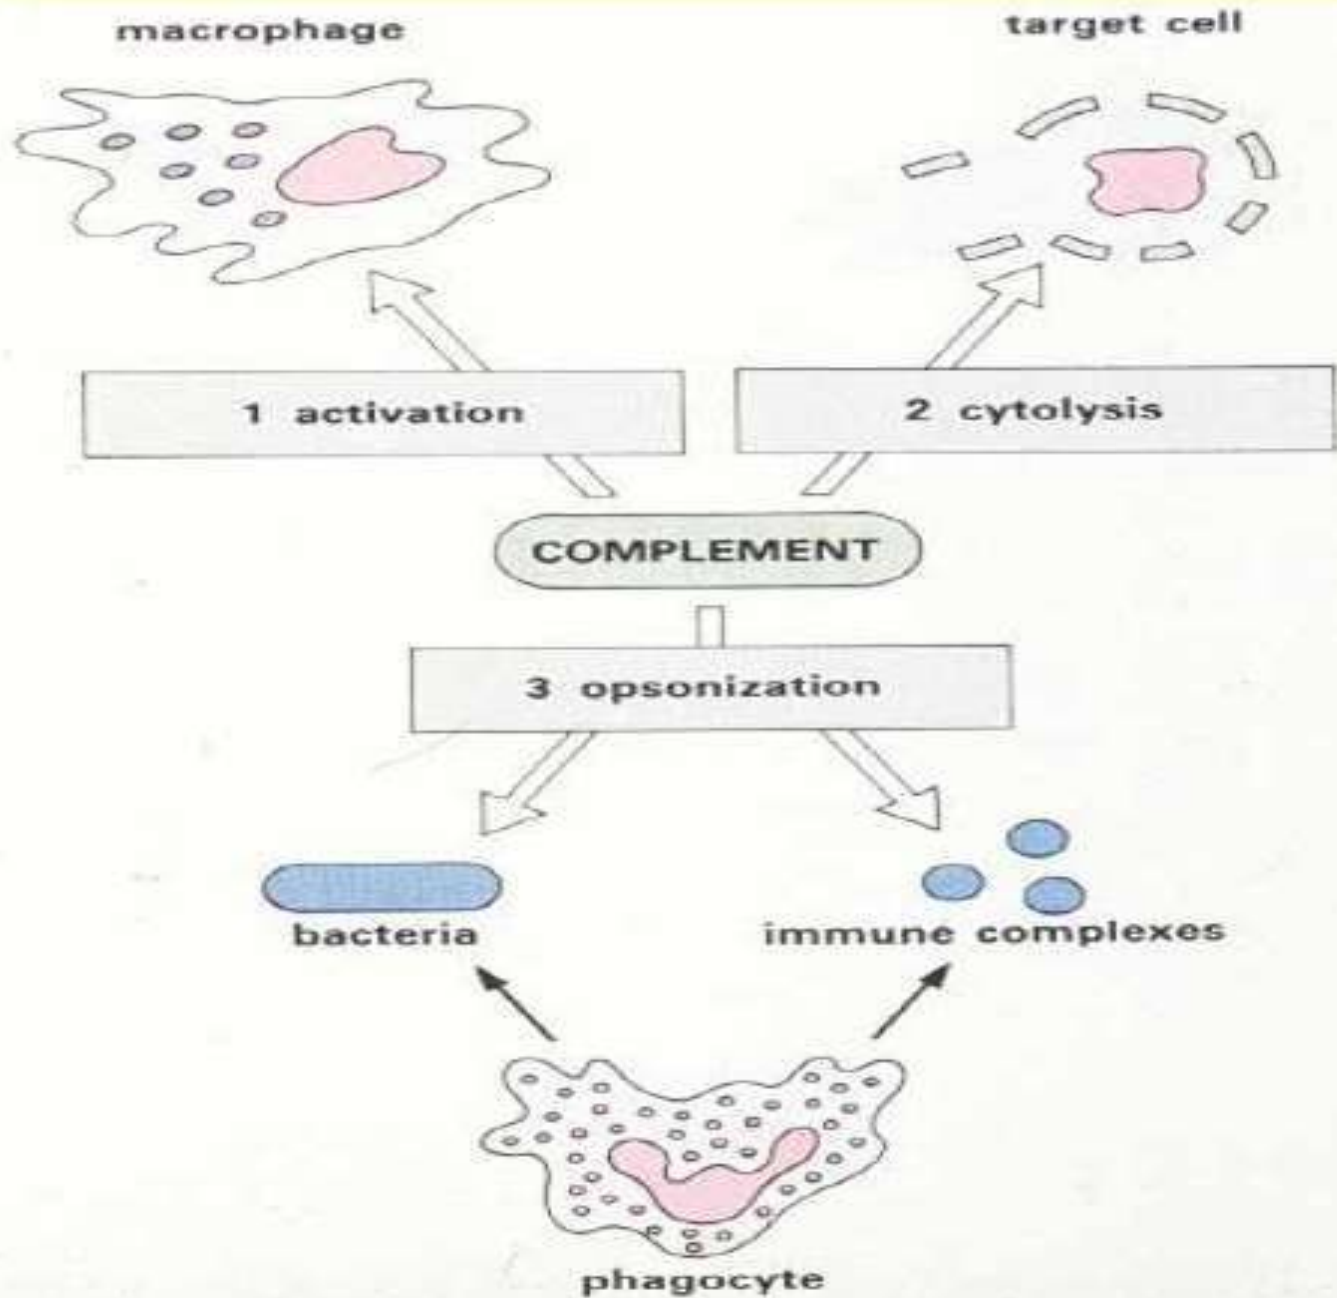 macrophage
target cell
1 activation
2 cytolysis
COMPLEMENT
3 opsonization
bacteria
immune complexes
phagocyte